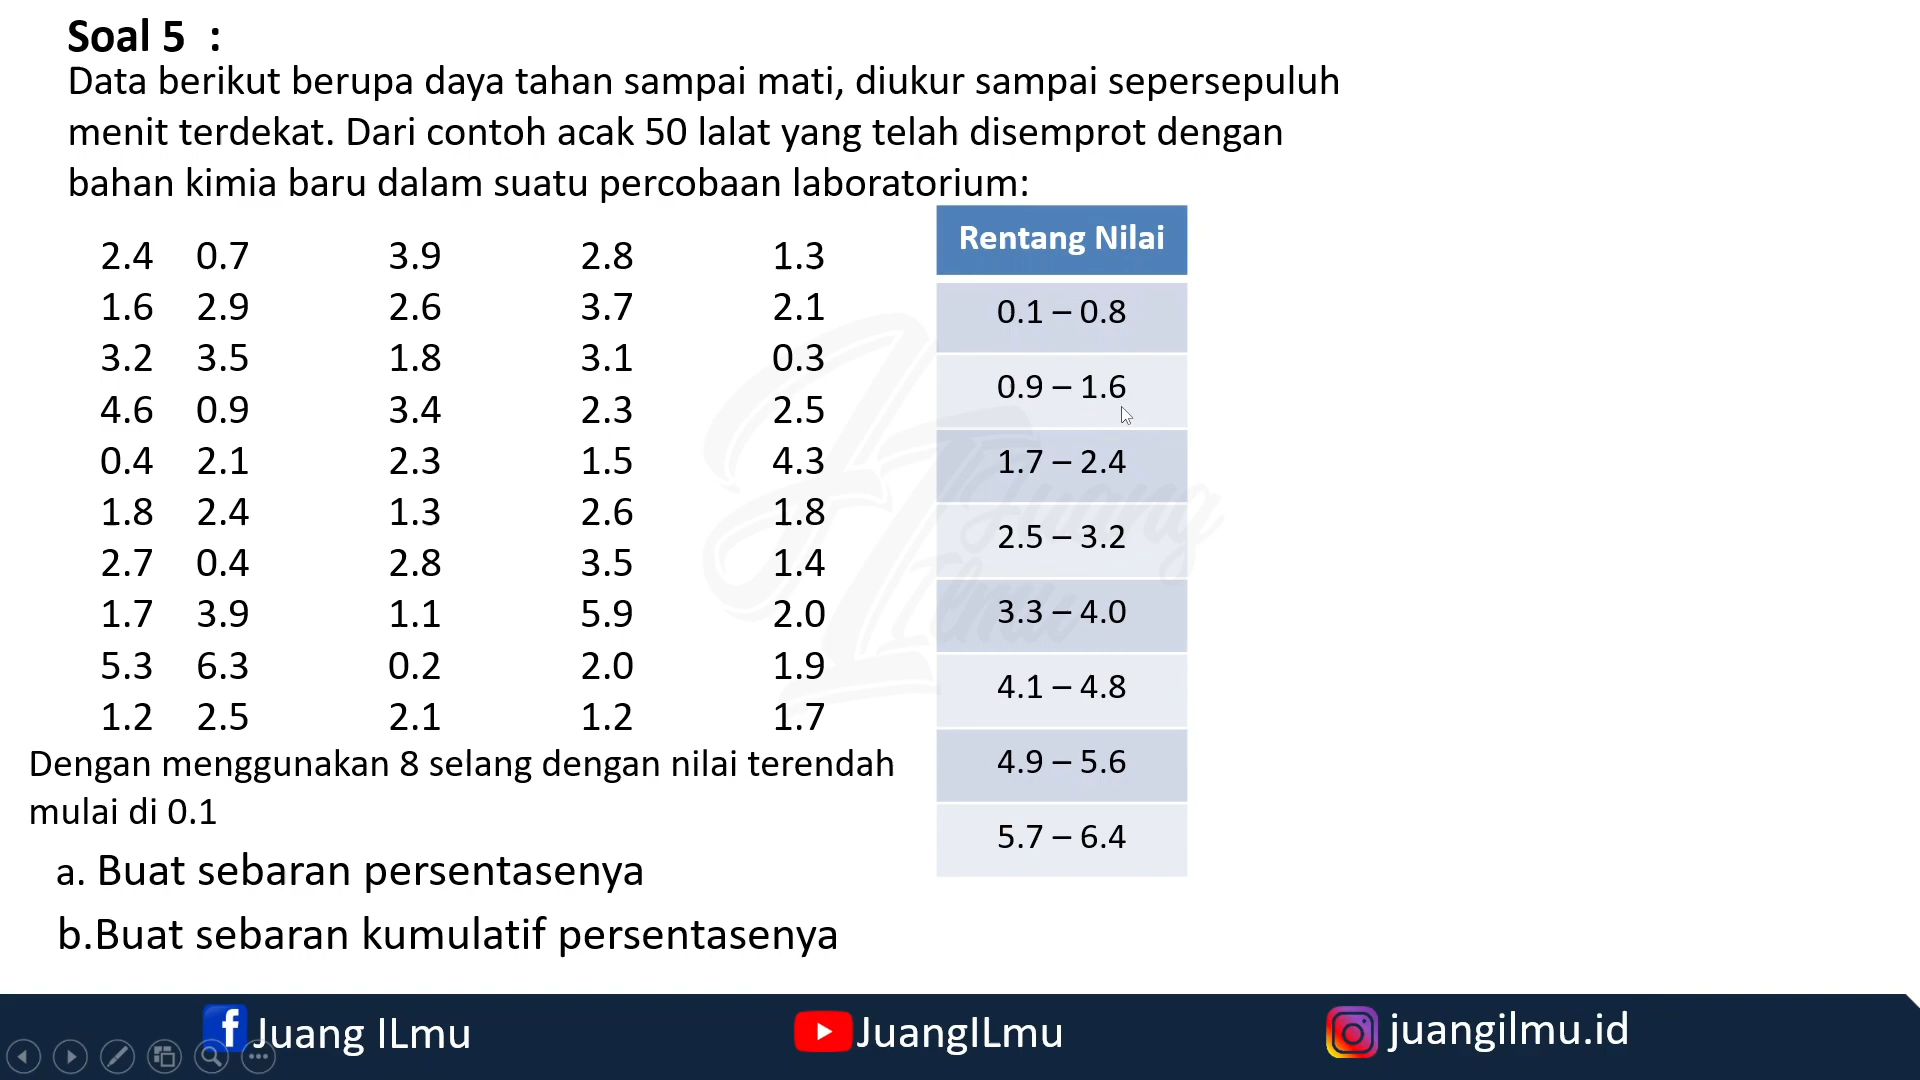 Soal 5 :
Data berikut berupa daya tahan sampai mati, diukur sampai sepersepuluh
menit terdekat. Dari contoh acak 50 lalat yang telah disemprot dengan
bahan kimia baru dalam suatu percobaan laboratorium:
2.4 0.7 3.9 2.8 1.3
1.6 2.9 2.6 3.7 2.1
3.2 3.5 1.8 3.1 0.3
4.6 0.9 3.4 2.3 2.5
0.4 2.1 2.3 1.5 4.3
1.8 2.4 1.3 2.6 1.8
2.7 0.4 2.8 3.5 1.4
1.7 3.9 1.1 5.9 2.0
5.3 6.3 0.2 2.0 1.9
1.2 2.5 2.1 1.2 1.7
Dengan menggunakan 8 selang dengan nilai terendah
mulai di 0.1
a. Buat sebaran persentasenya
b.Buat sebaran kumulatif persentasenya
Rentang Nilai
0.1 – 0.8
0.9 – 1.6
1.7 – 2.4
2.5 – 3.2
3.3 – 4.0
4.1 – 4.8
4.9 – 5.6
5.7 – 6.4
Juang Ilmu
Juang ILmu
JuangILmu
juangilmu.id